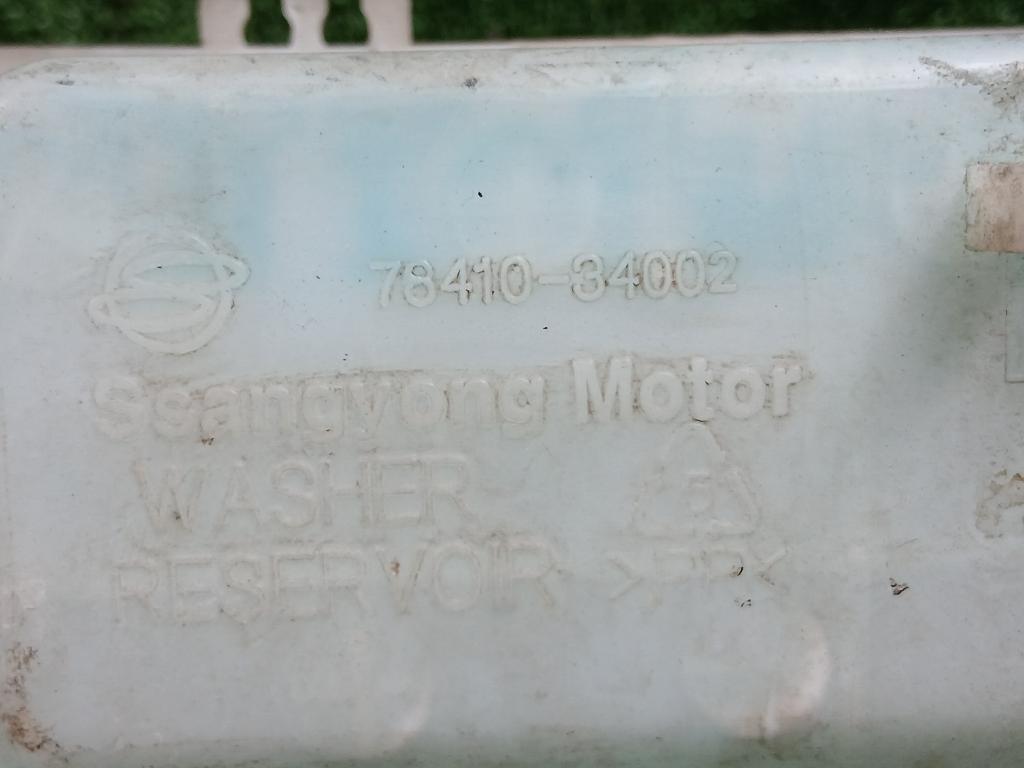 78410-34002
Ssangyong Motor
WASHER
RESERVOIR
5
>PP<